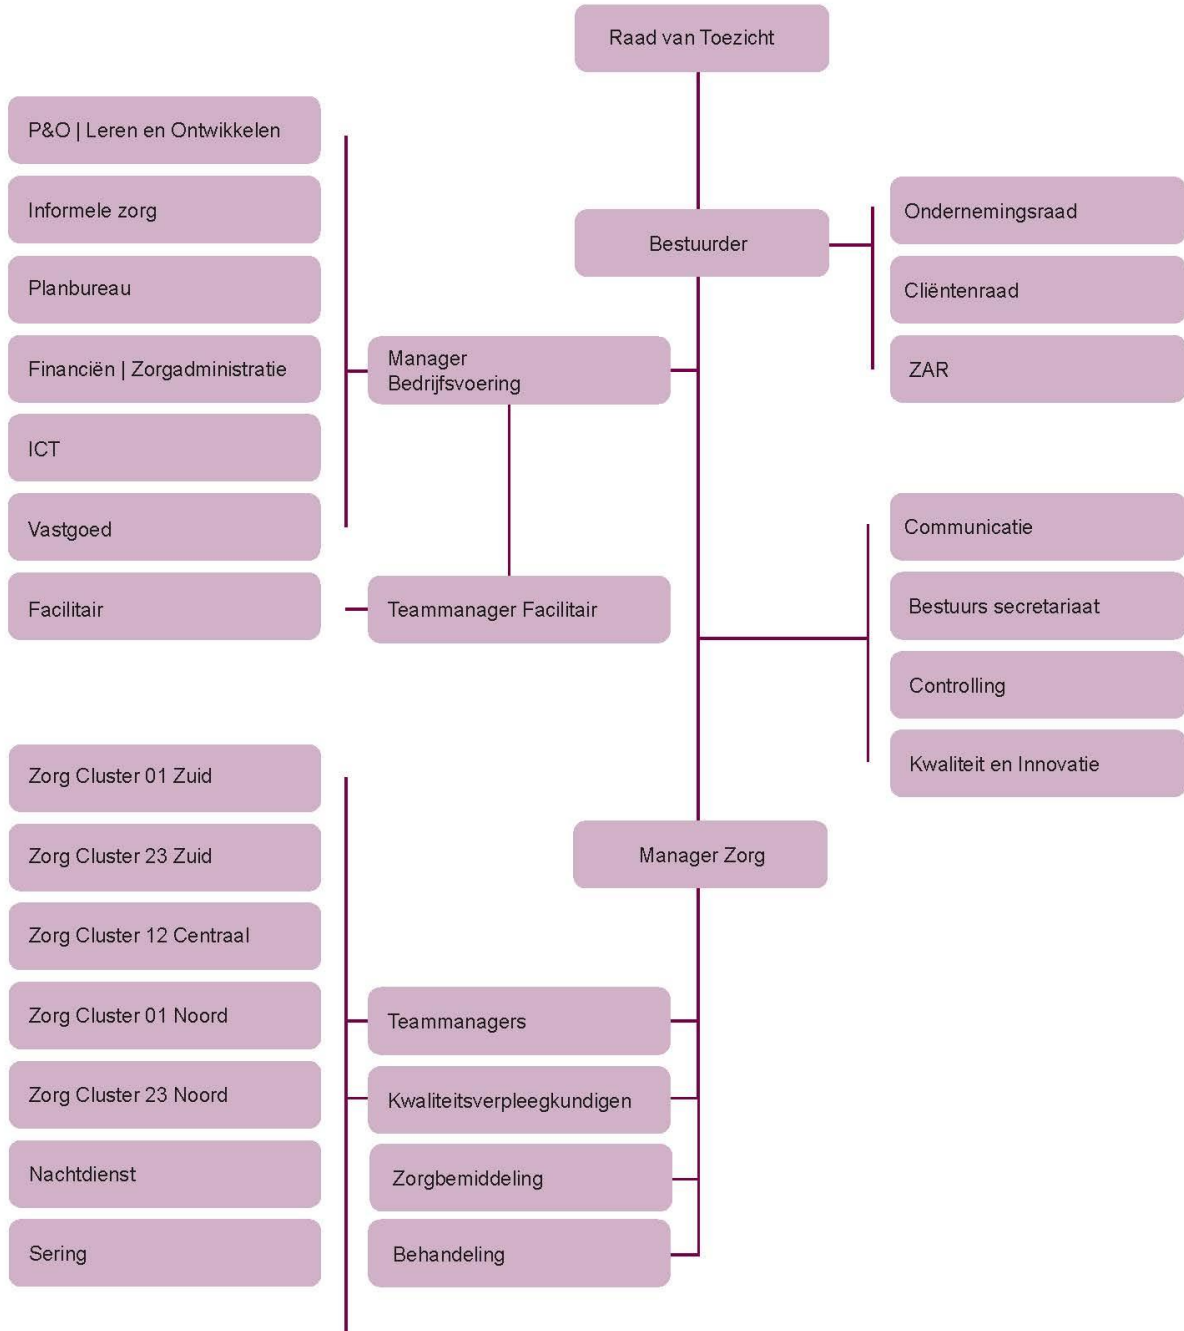 Raad van Toezicht
P&O | Leren en Ontwikkelen
Informele zorg
Planbureau
Financiën | Zorgadministratie
ICT
Vastgoed
Facilitair
Bestuurder
Manager
Bedrijfsvoering
Teammanager Facilitair
Ondernemingsraad
Cliëntenraad
ZAR
Communicatie
Bestuurs secretariaat
Controlling
Kwaliteit en Innovatie
Manager Zorg
Zorg Cluster 01 Zuid
Zorg Cluster 23 Zuid
Zorg Cluster 12 Centraal
Zorg Cluster 01 Noord
Zorg Cluster 23 Noord
Nachtdienst
Sering
Teammanagers
Kwaliteitsverpleegkundigen
Zorgbemiddeling
Behandeling